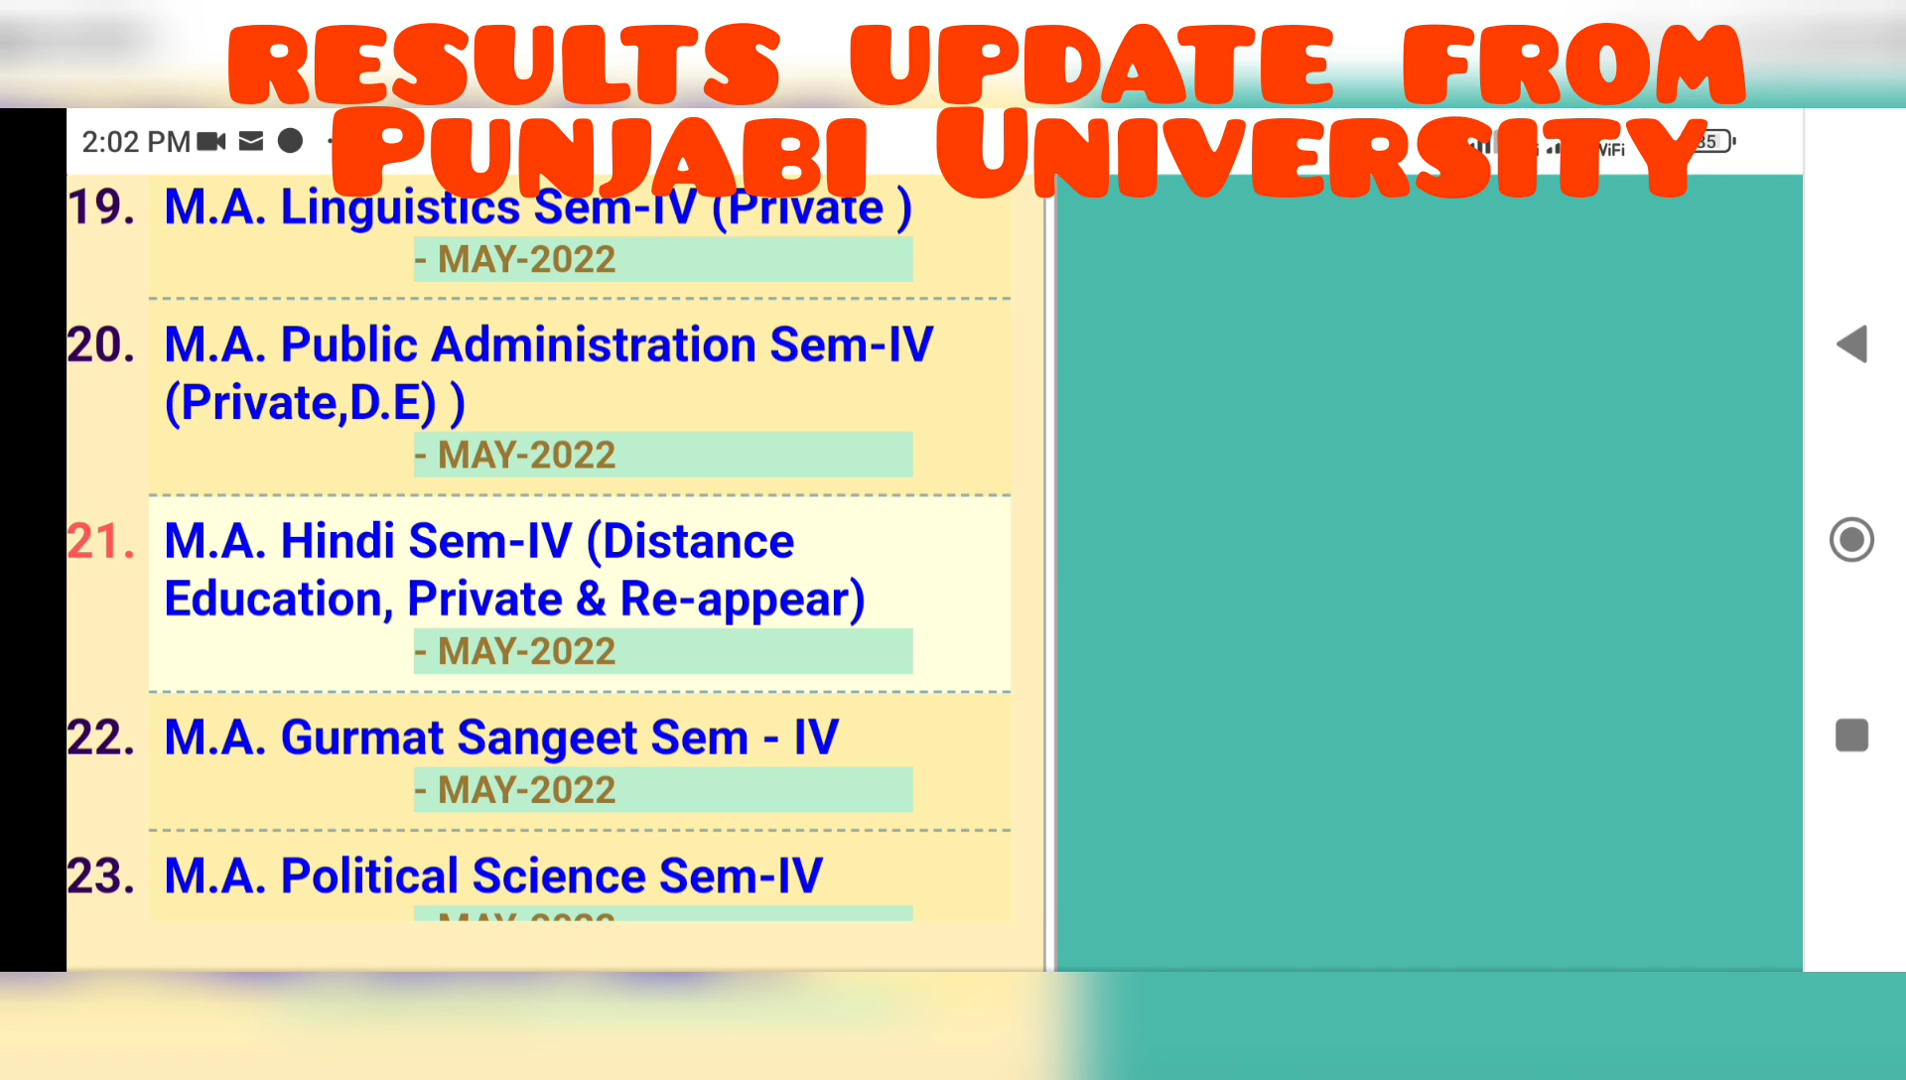 RESULTS UPDATE FROM
PUNJABI UNIVERSITY
2:02 PM
WiFi
19. M.A. Linguistics Sem-IV (Private )
- MAY-2022
20. M.A. Public Administration Sem-IV
(Private,D.E) )
- MAY-2022
21. M.A. Hindi Sem-IV (Distance
Education, Private & Re-appear)
- MAY-2022
22. M.A. Gurmat Sangeet Sem - IV
- MAY-2022
23. M.A. Political Science Sem-IV